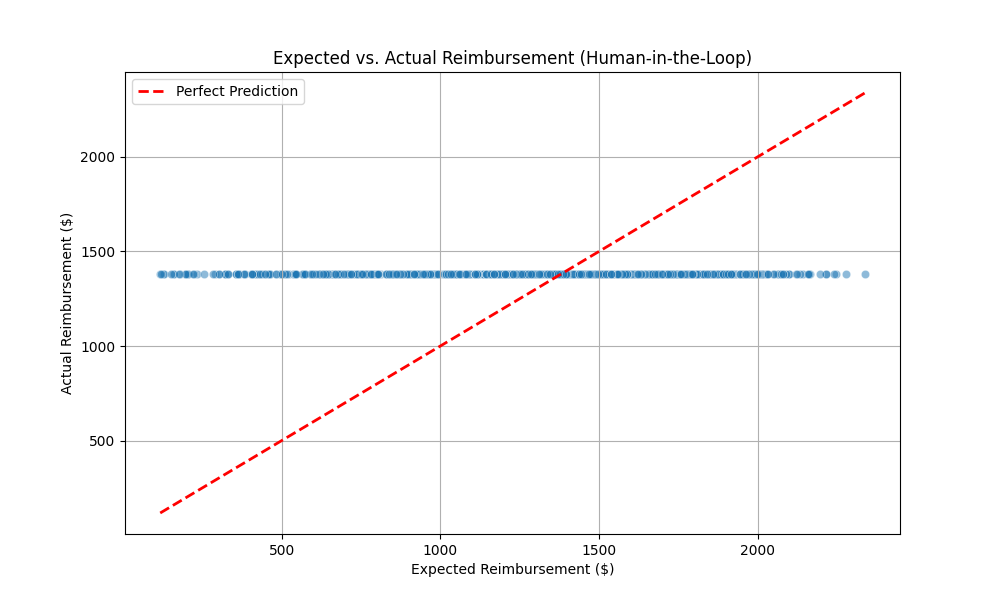 Expected vs. Actual Reimbursement (Human-in-the-Loop)
Perfect Prediction
Actual Reimbursement ($)
2000
1500
1000
500
500 1000 1500 2000
Expected Reimbursement ($)